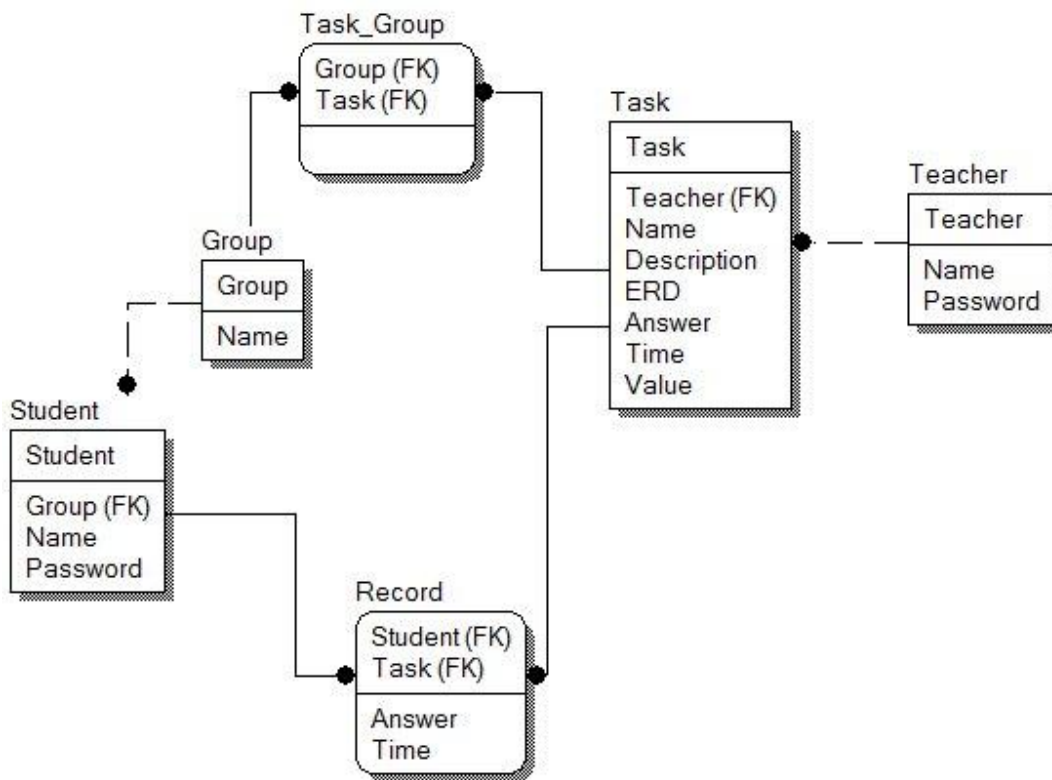 Task_Group
Group (FK)
Task (FK)
Task
Task
Teacher (FK)
Name
Description
ERD
Answer
Time
Value
Teacher
Teacher
Name
Password
Group
Group
Name
Student
Student
Group (FK)
Name
Password
Record
Student (FK)
Task (FK)
Answer
Time